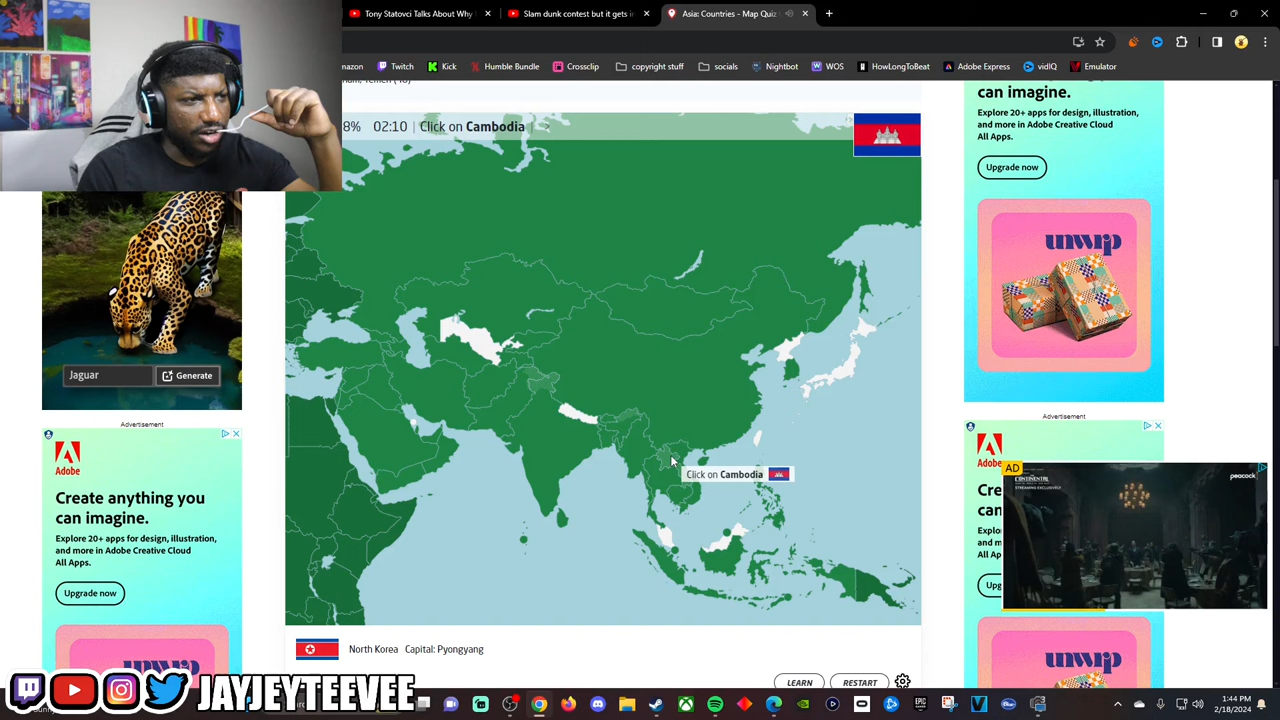 Tony Statovci Talks About Why
Slam dunk contest but it gets i
Asia: Countries - Map Quiz
Twitch
Kick
Humble Bundle
Crossclip
copyright stuff
socials
Nightbot
WOS
HowLongToBeat
Adobe Express
vidIQ
Emulator
8% 02:10 | Click on Cambodia
can imagine.
Explore 20+ apps for design, illustration,
and more in Adobe Creative Cloud
All Apps.
Upgrade now
unwrp
Jaguar
Generate
Advertisement
Adobe
Create anything you
can imagine.
Explore 20+ apps for design, illustration,
and more in Adobe Creative Cloud
All Apps.
Upgrade now
Click on Cambodia
Advertisement
Adobe
AD
CONTINENTAL
peacock
North Korea Capital: Pyongyang
LEARN
RESTART
unwrp
JAYJEYTEEVEE
1:44 PM
2/18/2024